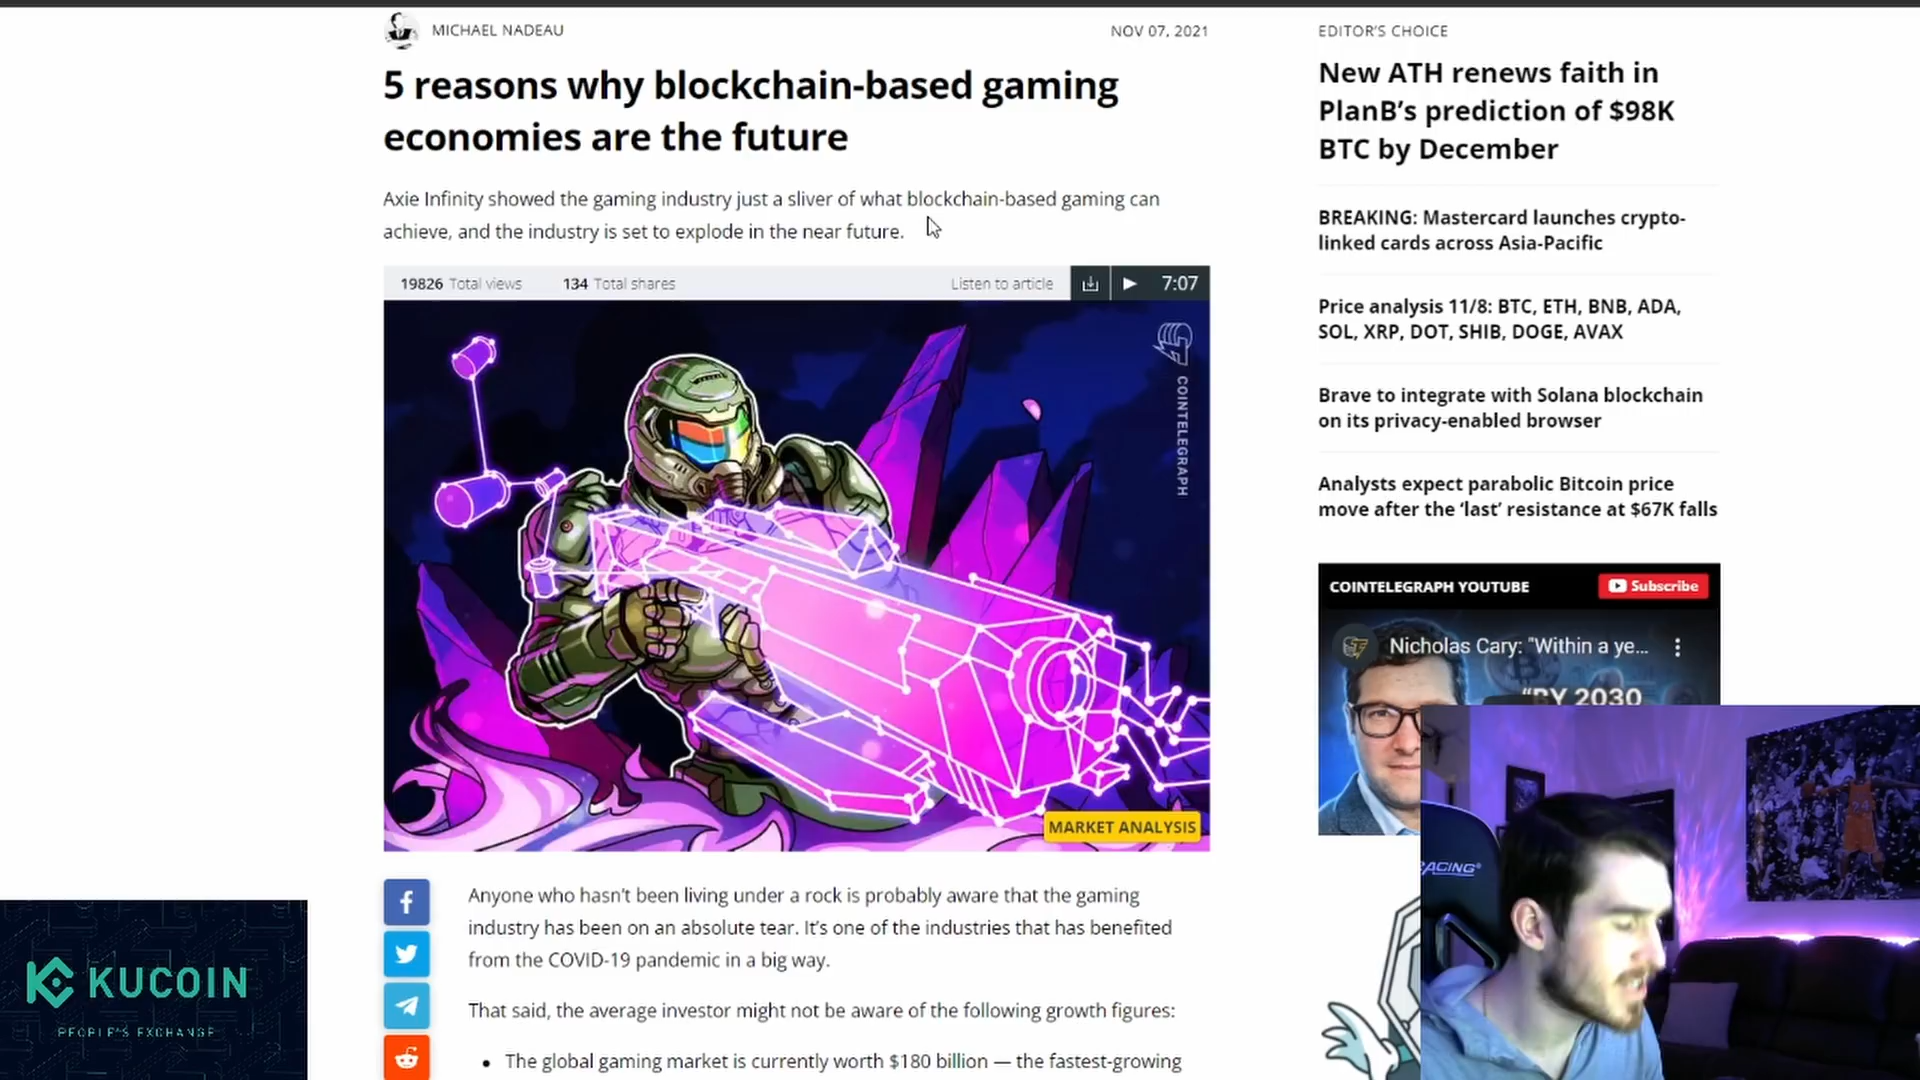 MICHAEL NADEAU
NOV 07, 2021
5 reasons why blockchain-based gaming
economies are the future
Axie Infinity showed the gaming industry just a sliver of what blockchain-based gaming can
achieve, and the industry is set to explode in the near future.
19826 Total views
134 Total shares
Listen to article
7:07
COINTELEGRAPH
MARKET ANALYSIS
Anyone who hasn't been living under a rock is probably aware that the gaming
industry has been on an absolute tear. It's one of the industries that has benefited
from the COVID-19 pandemic in a big way.
That said, the average investor might not be aware of the following growth figures:
• The global gaming market is currently worth $180 billion — the fastest-growing
EDITOR'S CHOICE
New ATH renews faith in
PlanB's prediction of $98K
BTC by December
BREAKING: Mastercard launches crypto-
linked cards across Asia-Pacific
Price analysis 11/8: BTC, ETH, BNB, ADA,
SOL, XRP, DOT, SHIB, DOGE, AVAX
Brave to integrate with Solana blockchain
on its privacy-enabled browser
Analysts expect parabolic Bitcoin price
move after the 'last' resistance at $67K falls
COINTELEGRAPH YOUTUBE
Subscribe
Nicholas Cary: "Within a ye...
"BY 2030
KUCOIN
PEOPLE'S EXCHANGE
RACING
24